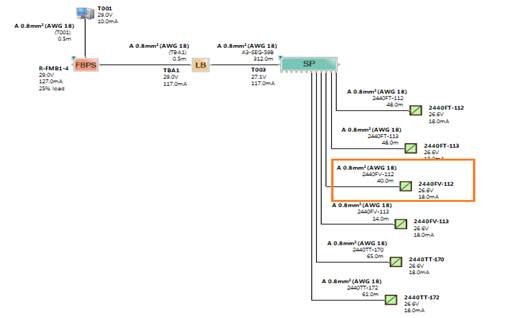 T001
29.0V
10.0mA
A 0.8mm² (AWG 18)
(T001)
0.5m
R-FMB1-4
29.0V
127.0mA
25% load
FBPS
A 0.8mm² (AWG 18)
(TBA1)
0.5m
TBA1
29.0V
117.0mA
LB
A 0.8mm² (AWG 18)
A3-SEG-59B
312.0m
T003
27.1V
117.0mA
SP
A 0.8mm² (AWG 18)
2440FT-112
48.0m
2440FT-112
26.6V
18.0mA
A 0.8mm² (AWG 18)
2440FT-113
48.0m
2440FT-113
26.6V
A 0.8mm² (AWG 18)
2440FV-112
40.0m
2440FV-112
26.6V
18.0mA
A 0.8mm² (AWG 18)
2440FV-113
14.0m
2440FV-113
26.6V
18.0mA
A 0.8mm² (AWG 18)
2440TT-170
65.0m
2440TT-170
26.6V
18.0mA
A 0.8mm² (AWG 18)
2440TT-172
61.0m
2440TT-172
26.6V
18.0mA